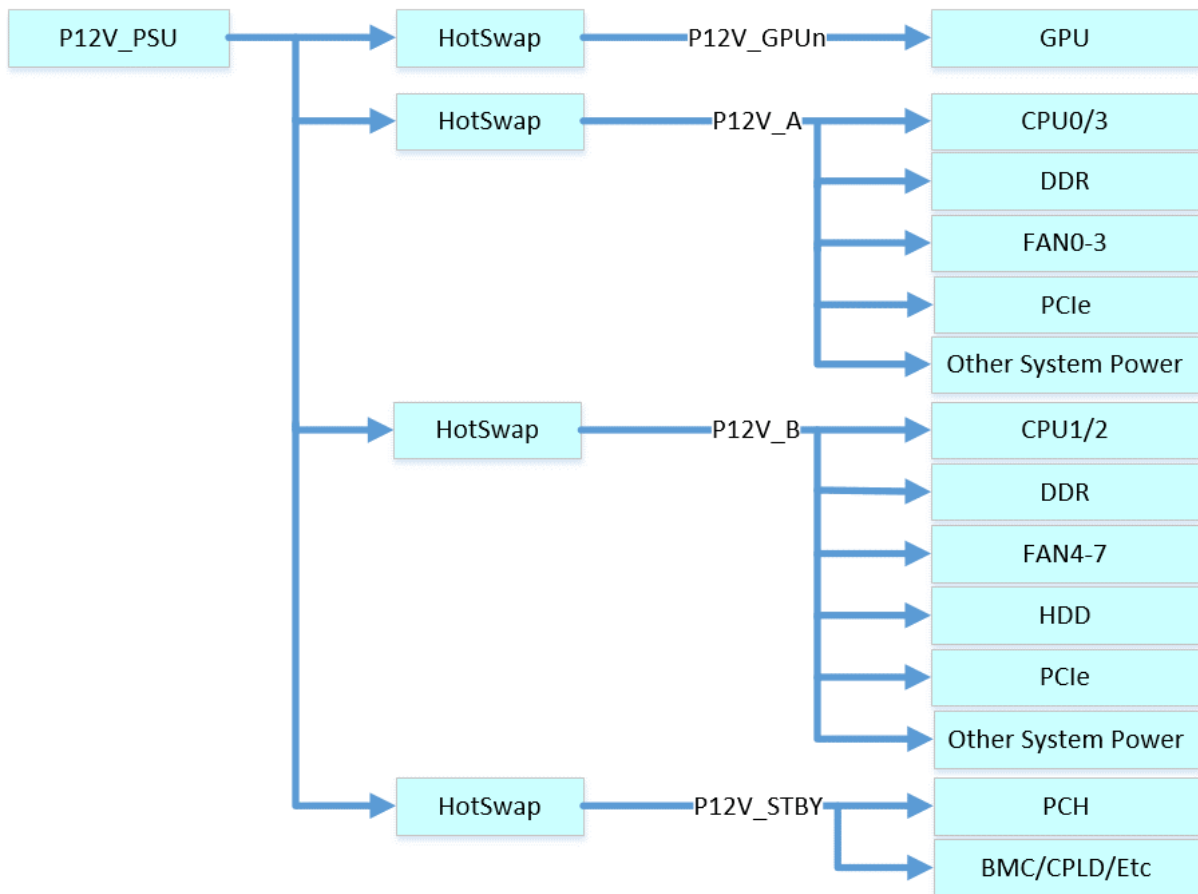 P12V_PSU
HotSwap
P12V_GPUn
GPU
HotSwap
P12V_A
CPU0/3
DDR
FAN0-3
PCIe
Other System Power
HotSwap
P12V_B
CPU1/2
DDR
FAN4-7
HDD
PCIe
Other System Power
HotSwap
P12V_STBY
PCH
BMC/CPLD/Etc